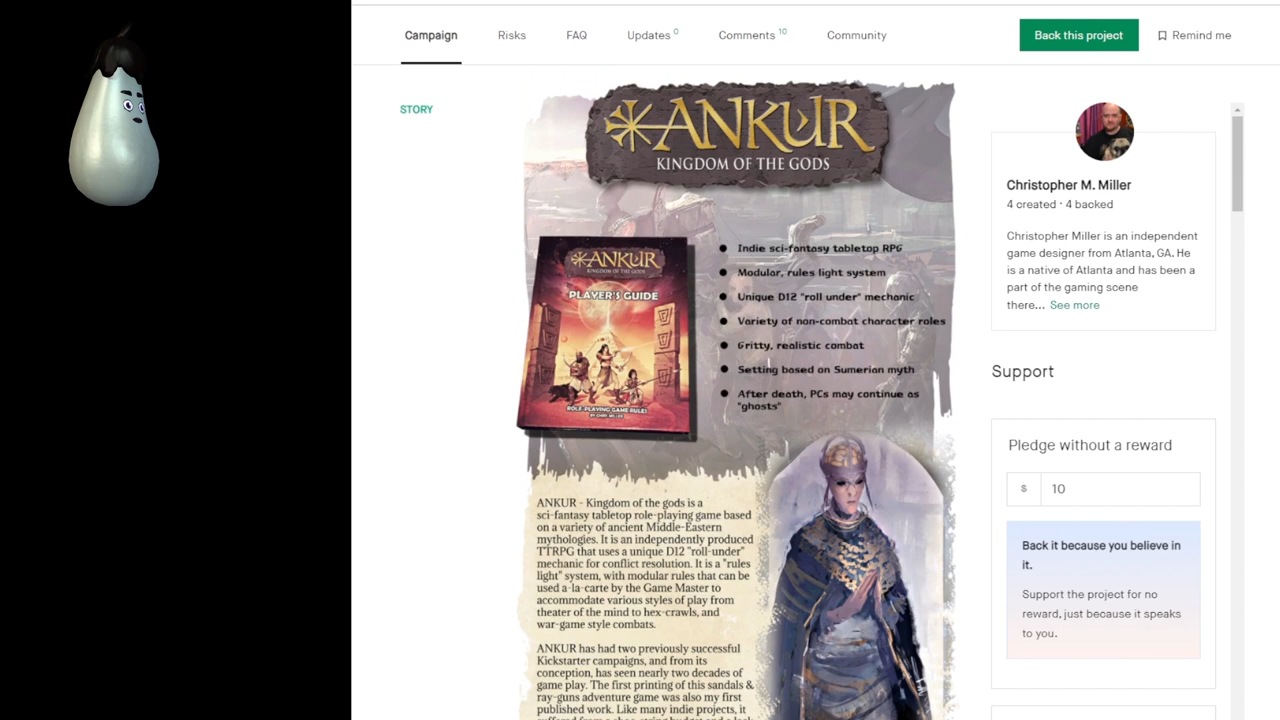 Campaign
Risks
FAQ
Updates 0
Comments 10
Community
Back this project
Remind me
STORY
ANKUR
KINGDOM OF THE GODS
ANKUR
KINGDOM OF THE GODS
PLAYER'S GUIDE
ROLE-PLAYING GAME RULES
BY CHRIS MILLER
Indie sci-fantasy tabletop RPG
Modular, rules light system
Unique D12 "roll under" mechanic
Variety of non-combat character roles
Gritty, realistic combat
Setting based on Sumerian myth
After death, PCs may continue as
"ghosts"
ANKUR - Kingdom of the gods is a
sci-fantasy tabletop role-playing game based
on a variety of ancient Middle-Eastern
mythologies. It is an independently produced
TTRPG that uses a unique D12 "roll-under"
mechanic for conflict resolution. It is a "rules
light" system, with modular rules that can be
used a-la-carte by the Game Master to
accommodate various styles of play from
theater of the mind to hex-crawls, and
war-game style combats.
ANKUR has had two previously successful
Kickstarter campaigns, and from its
conception, has seen nearly two decades of
game play. The first printing of this sandals &
ray-guns adventure game was also my first
published work. Like many indie projects, it
Christopher M. Miller
4 created · 4 backed
Christopher Miller is an independent
game designer from Atlanta, GA. He
is a native of Atlanta and has been a
part of the gaming scene
there... See more
Support
Pledge without a reward
$ 10
Back it because you believe in
it.
Support the project for no
reward, just because it speaks
to you.